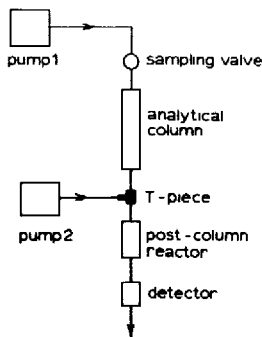 pump1
sampling valve
analytical
column
T-piece
pump2
post-column
reactor
detector